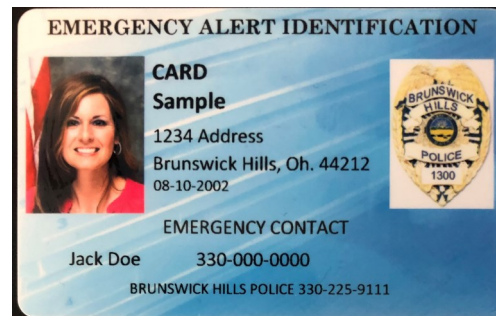 EMERGENCY ALERT IDENTIFICATION
CARD
Sample
1234 Address
Brunswick Hills, Oh. 44212
08-10-2002
BRUNSWICK
HILLS
POLICE
1300
EMERGENCY CONTACT
Jack Doe 330-000-0000
BRUNSWICK HILLS POLICE 330-225-9111